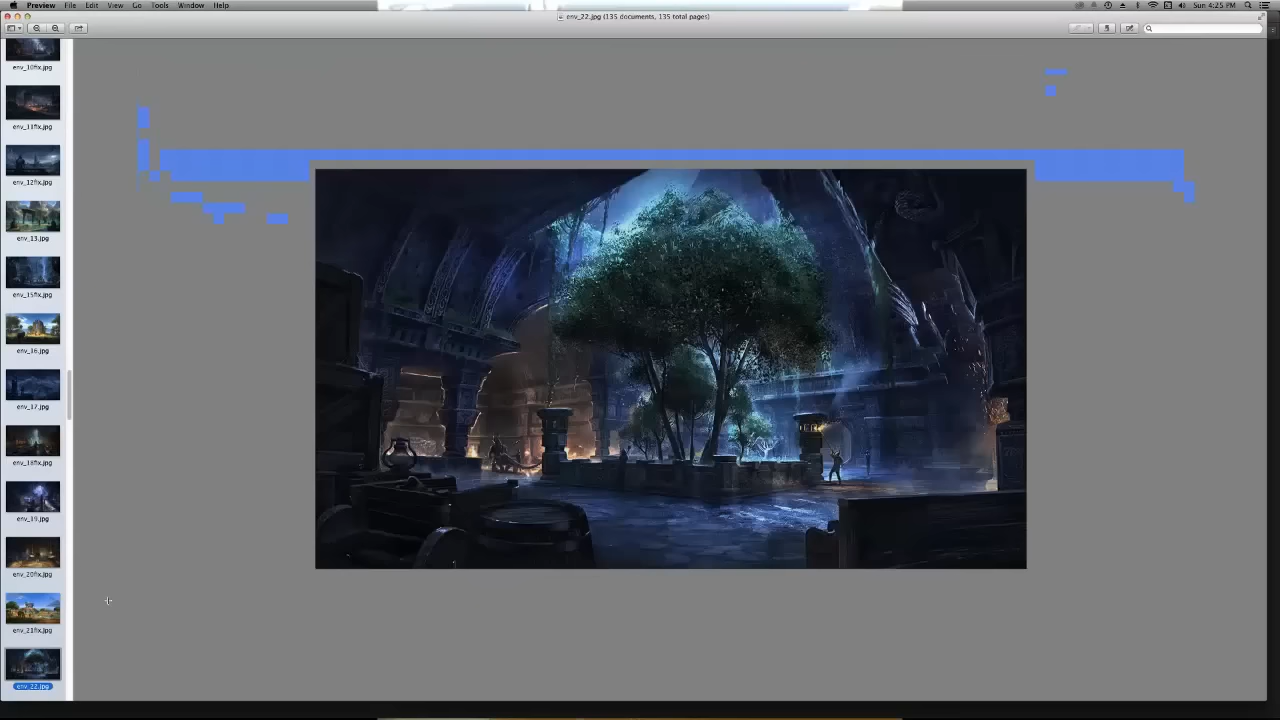 Preview File Edit View Go Tools Window Help
Sun 4:25 PM
env_22.jpg (135 documents, 135 total pages)
env_10fix.jpg
env_11fix.jpg
env_12fix.jpg
env_13.jpg
env_15fix.jpg
env_16.jpg
env_17.jpg
env_18fix.jpg
env_19.jpg
env_20fix.jpg
env_21fix.jpg
env_22.jpg